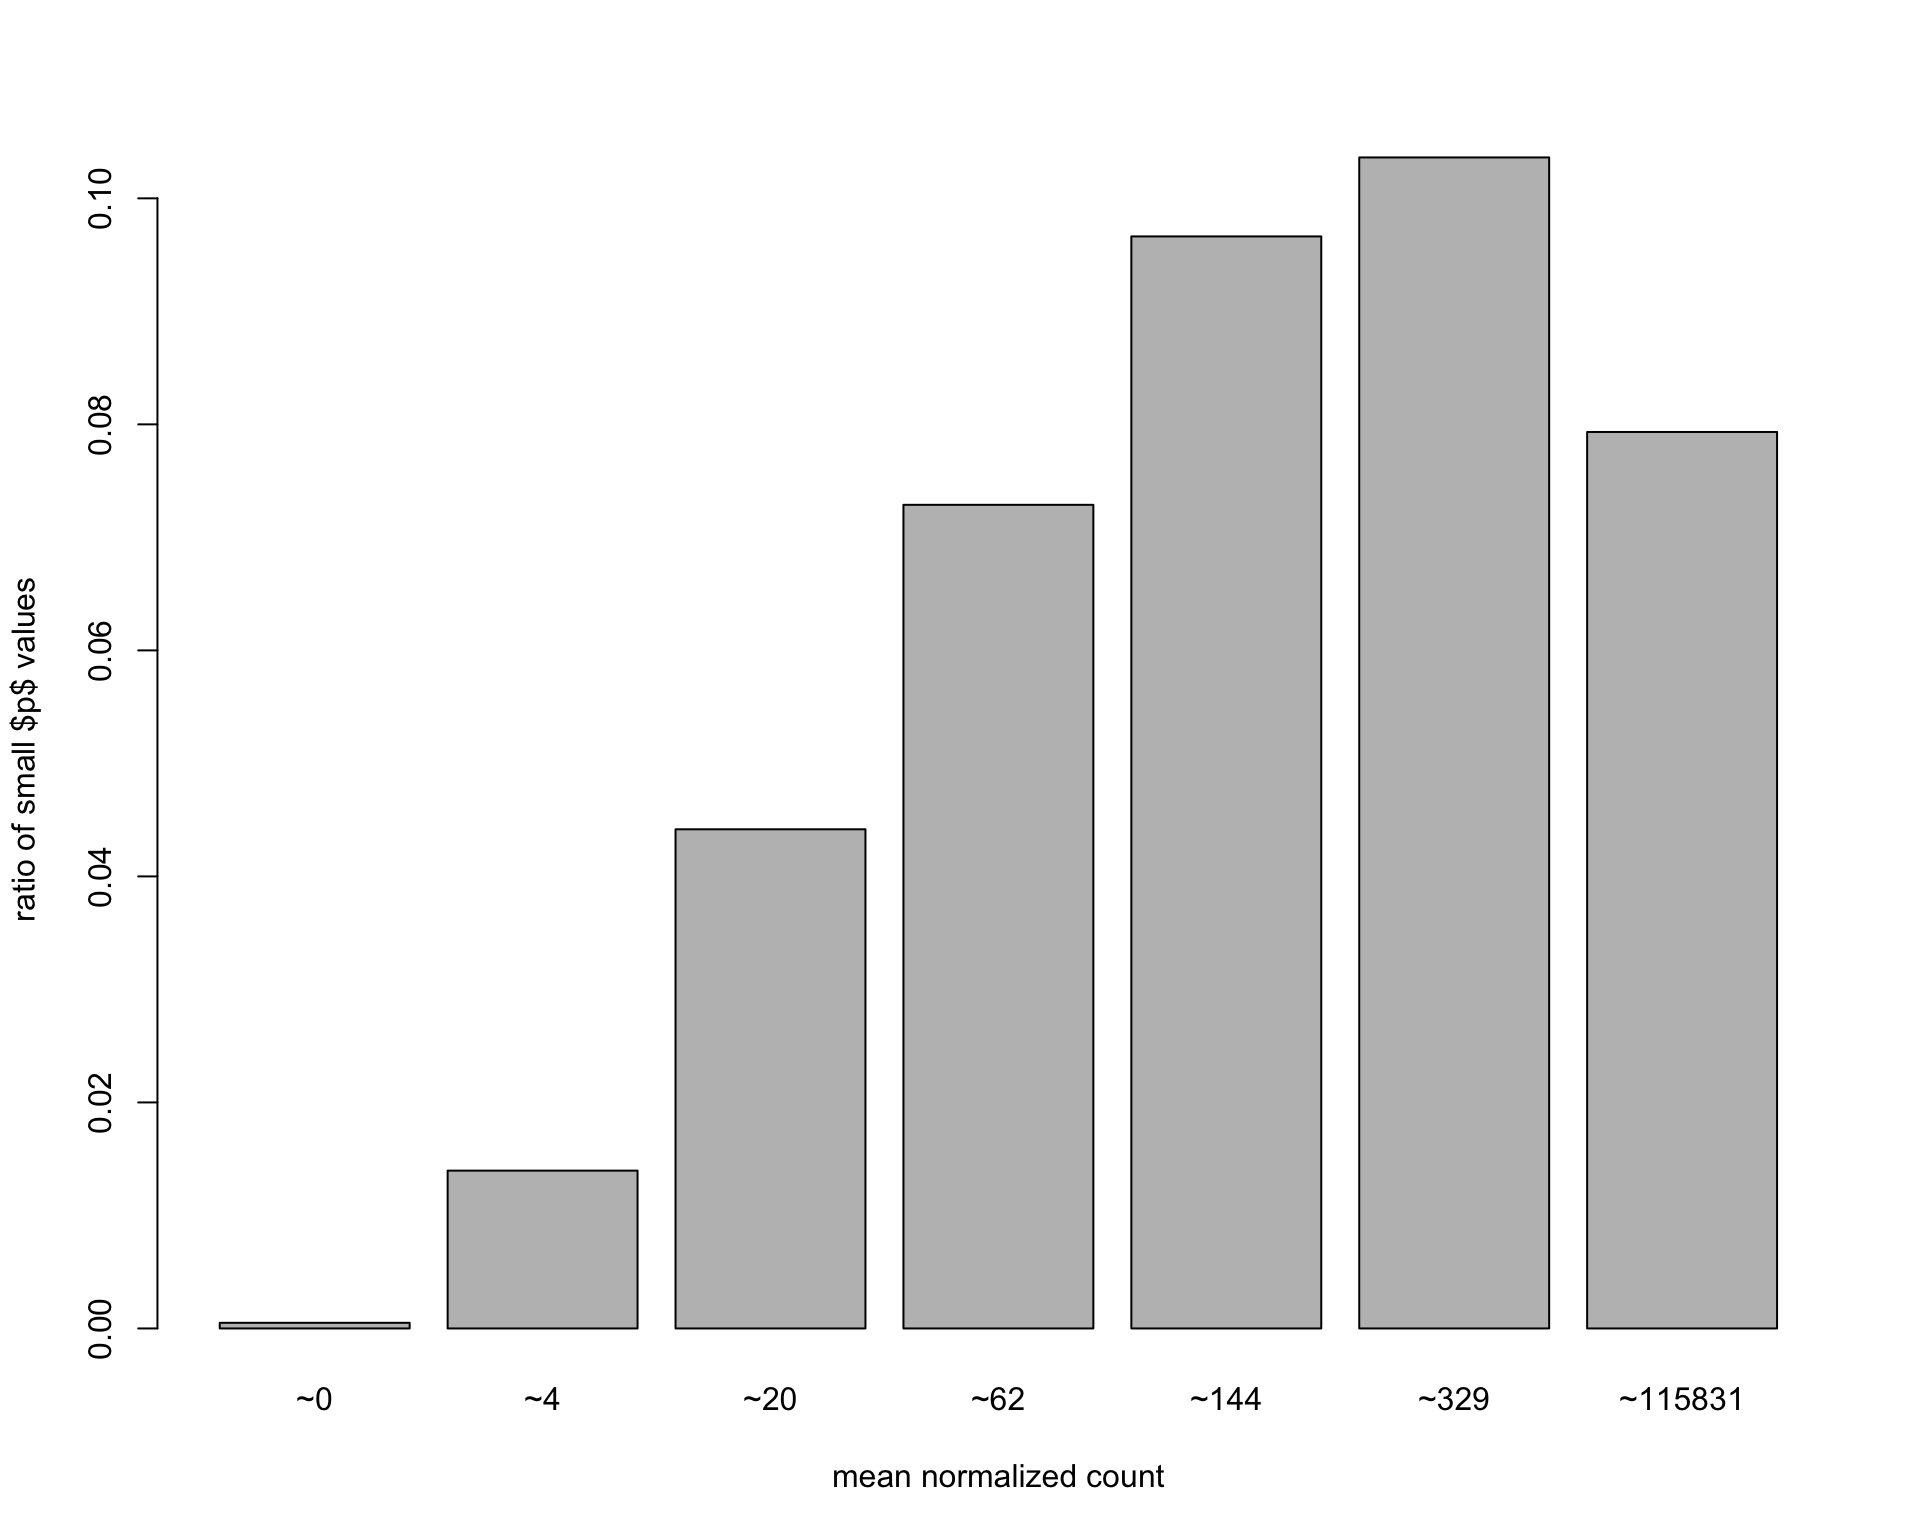 ratio of small $p$ values
0.10
0.08
0.06
0.04
0.02
0.00
~0 ~4 ~20 ~62 ~144 ~329 ~115831
mean normalized count